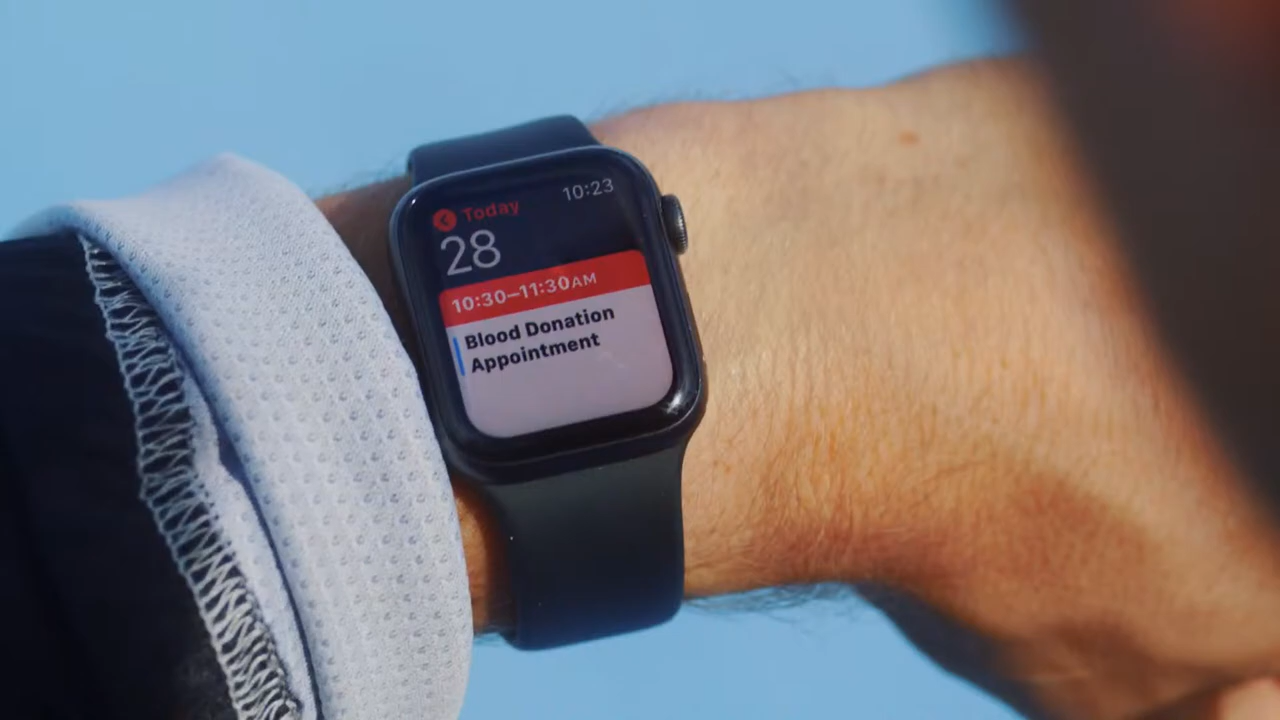 Today 10:23
28
10:30–11:30AM
Blood Donation
Appointment